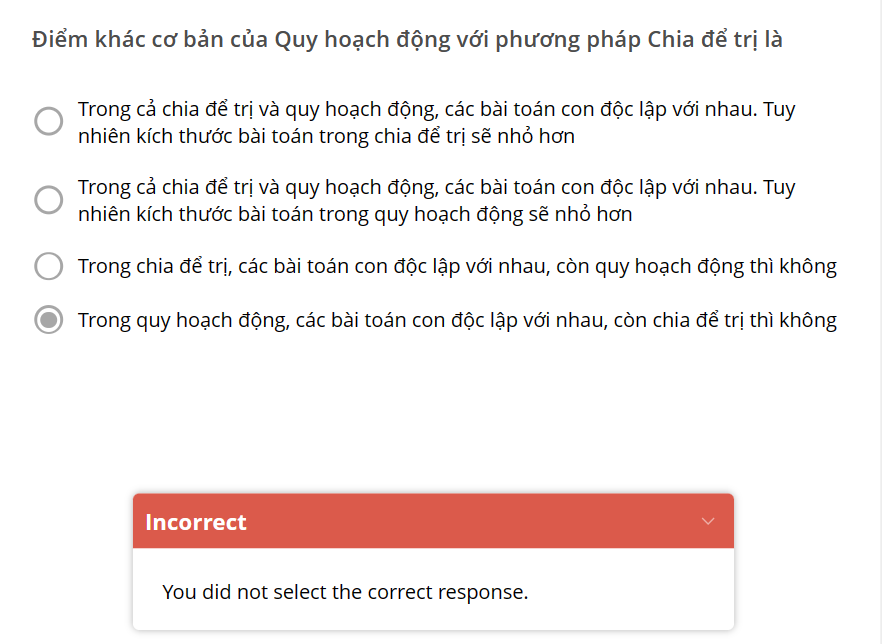 Điểm khác cơ bản của Quy hoạch động với phương pháp Chia để trị là
Trong cả chia để trị và quy hoạch động, các bài toán con độc lập với nhau. Tuy
nhiên kích thước bài toán trong chia để trị sẽ nhỏ hơn
Trong cả chia để trị và quy hoạch động, các bài toán con độc lập với nhau. Tuy
nhiên kích thước bài toán trong quy hoạch động sẽ nhỏ hơn
Trong chia để trị, các bài toán con độc lập với nhau, còn quy hoạch động thì không
Trong quy hoạch động, các bài toán con độc lập với nhau, còn chia để trị thì không
Incorrect
You did not select the correct response.